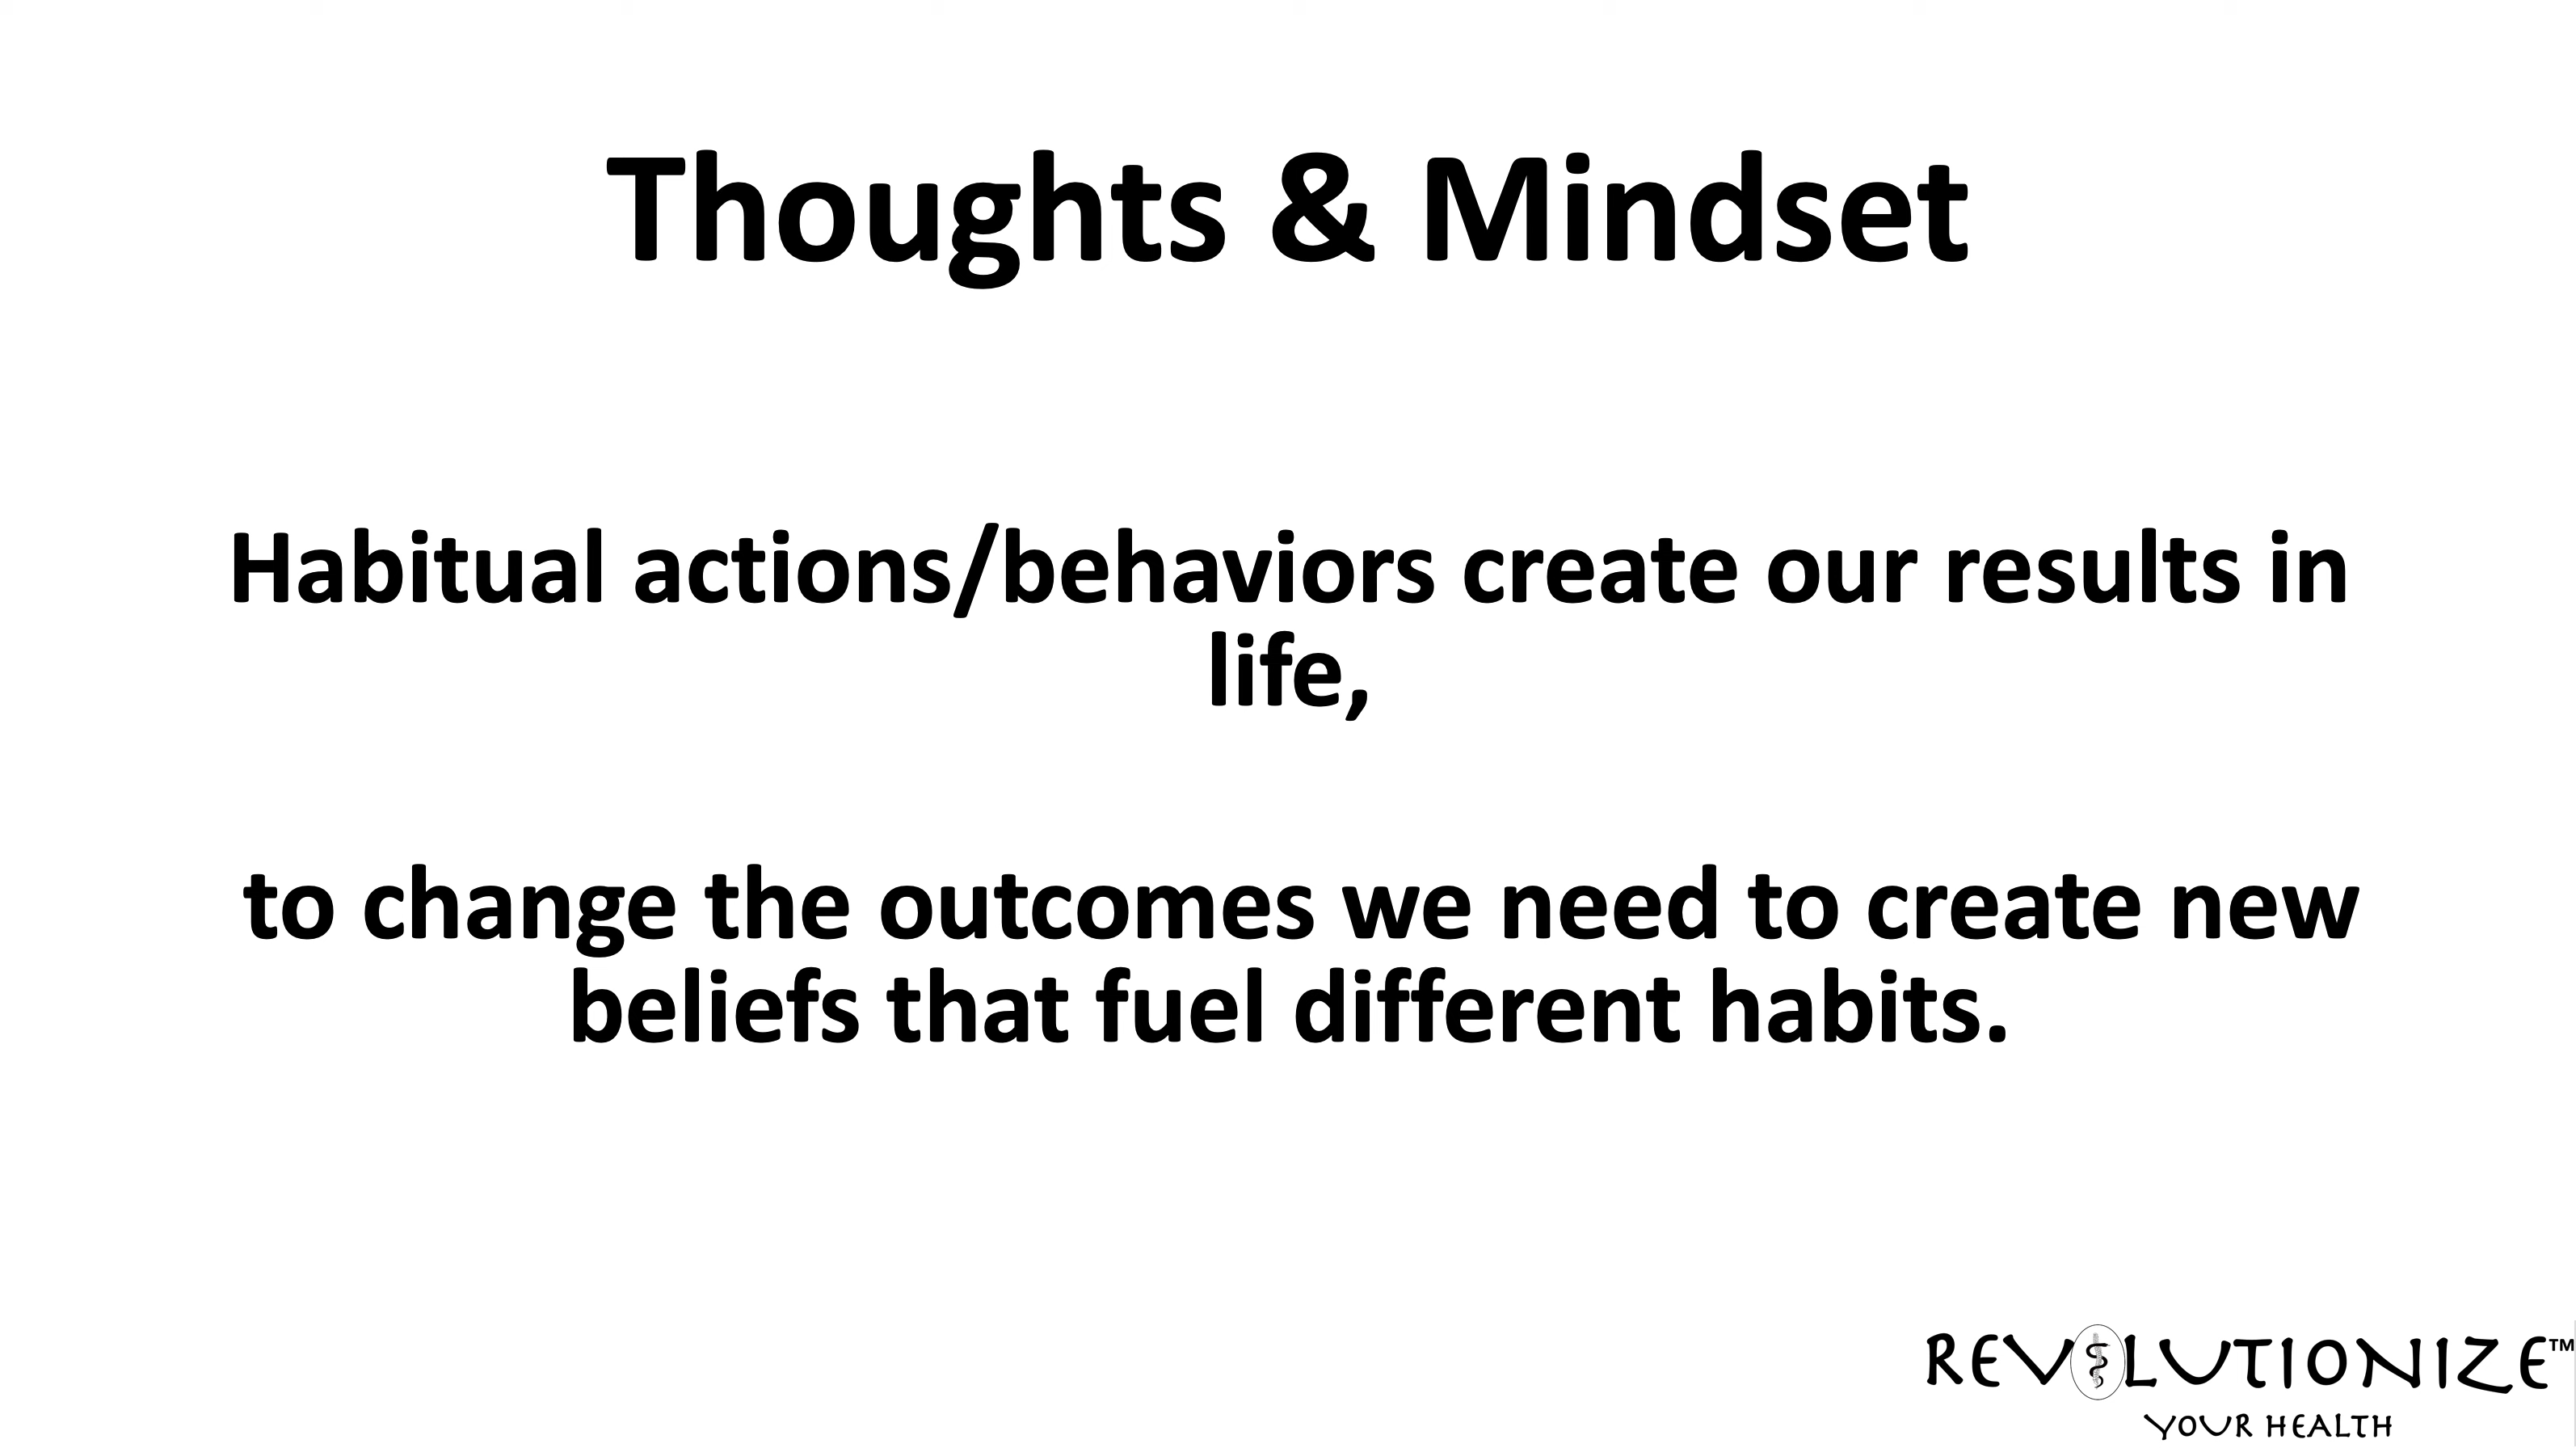 Thoughts & Mindset
Habitual actions/behaviors create our results in
life,
to change the outcomes we need to create new
beliefs that fuel different habits.
REVOLUTIONIZE™
YOUR HEALTH